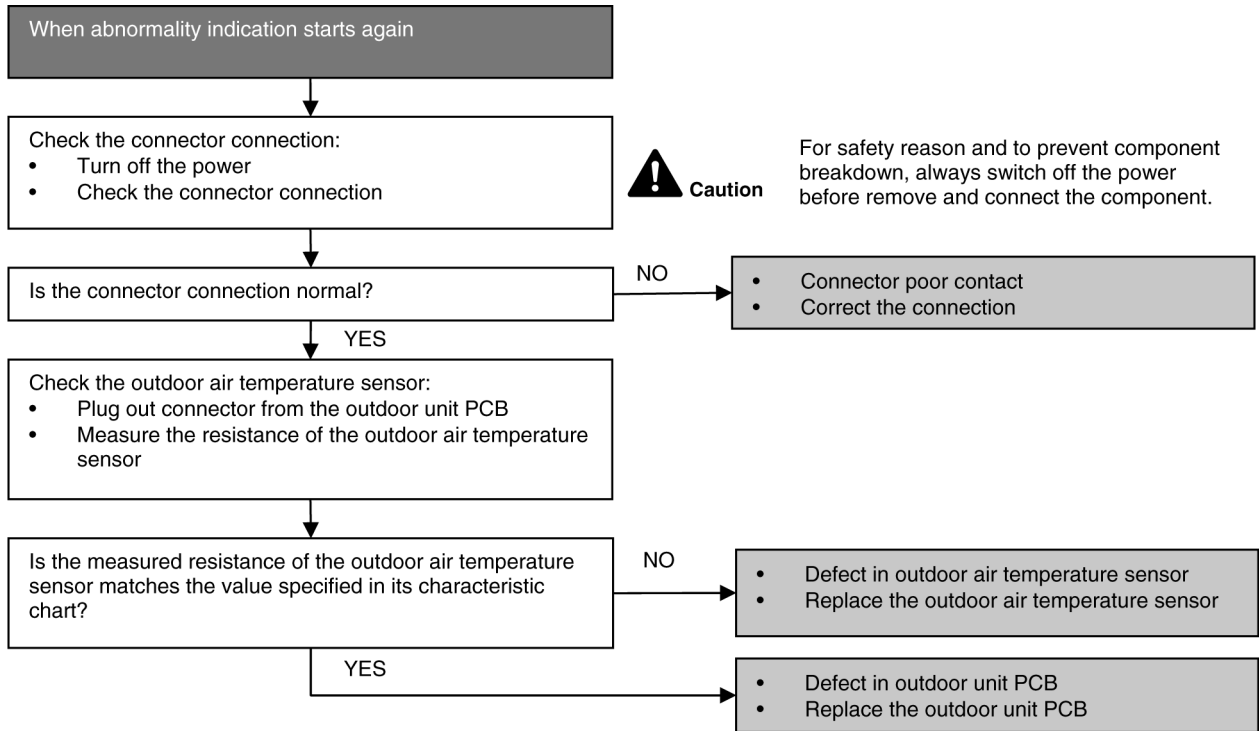 When abnormality indication starts again
Check the connector connection:
• Turn off the power
• Check the connector connection
Caution
For safety reason and to prevent component
breakdown, always switch off the power
before remove and connect the component.
Is the connector connection normal?
NO
• Connector poor contact
• Correct the connection
YES
Check the outdoor air temperature sensor:
• Plug out connector from the outdoor unit PCB
• Measure the resistance of the outdoor air temperature
sensor
Is the measured resistance of the outdoor air temperature
sensor matches the value specified in its characteristic
chart?
NO
• Defect in outdoor air temperature sensor
• Replace the outdoor air temperature sensor
YES
• Defect in outdoor unit PCB
• Replace the outdoor unit PCB